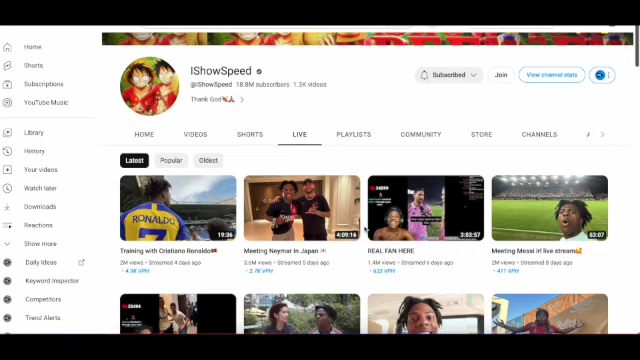 Home
Shorts
Subscriptions
YouTube Music
Library
History
Your videos
Watch later
Downloads
Reactions
Show more
Daily Ideas
Keyword Inspector
Competitors
Trend Alerts
IShowSpeed
@IShowSpeed 18.8M subscribers 1.3K videos
Thank God
Subscribed
Join
View channel stats
HOME VIDEOS SHORTS LIVE PLAYLISTS COMMUNITY STORE CHANNELS
Latest Popular Oldest
RONALDO
7
19:36
4:09:16
3:03:57
53:07
Training with Cristiano Ronaldo
2M views • Streamed 4 days ago
• 4.9K VPH
Meeting Neymar In Japan
3.6M views • Streamed 5 days ago
• 2.7K VPH
REAL FAN HERE
1.4M views • Streamed 6 days ago
• 633 VPH
Meeting Messi irl live stream
2M views • Streamed 8 days ago
• 411 VPH